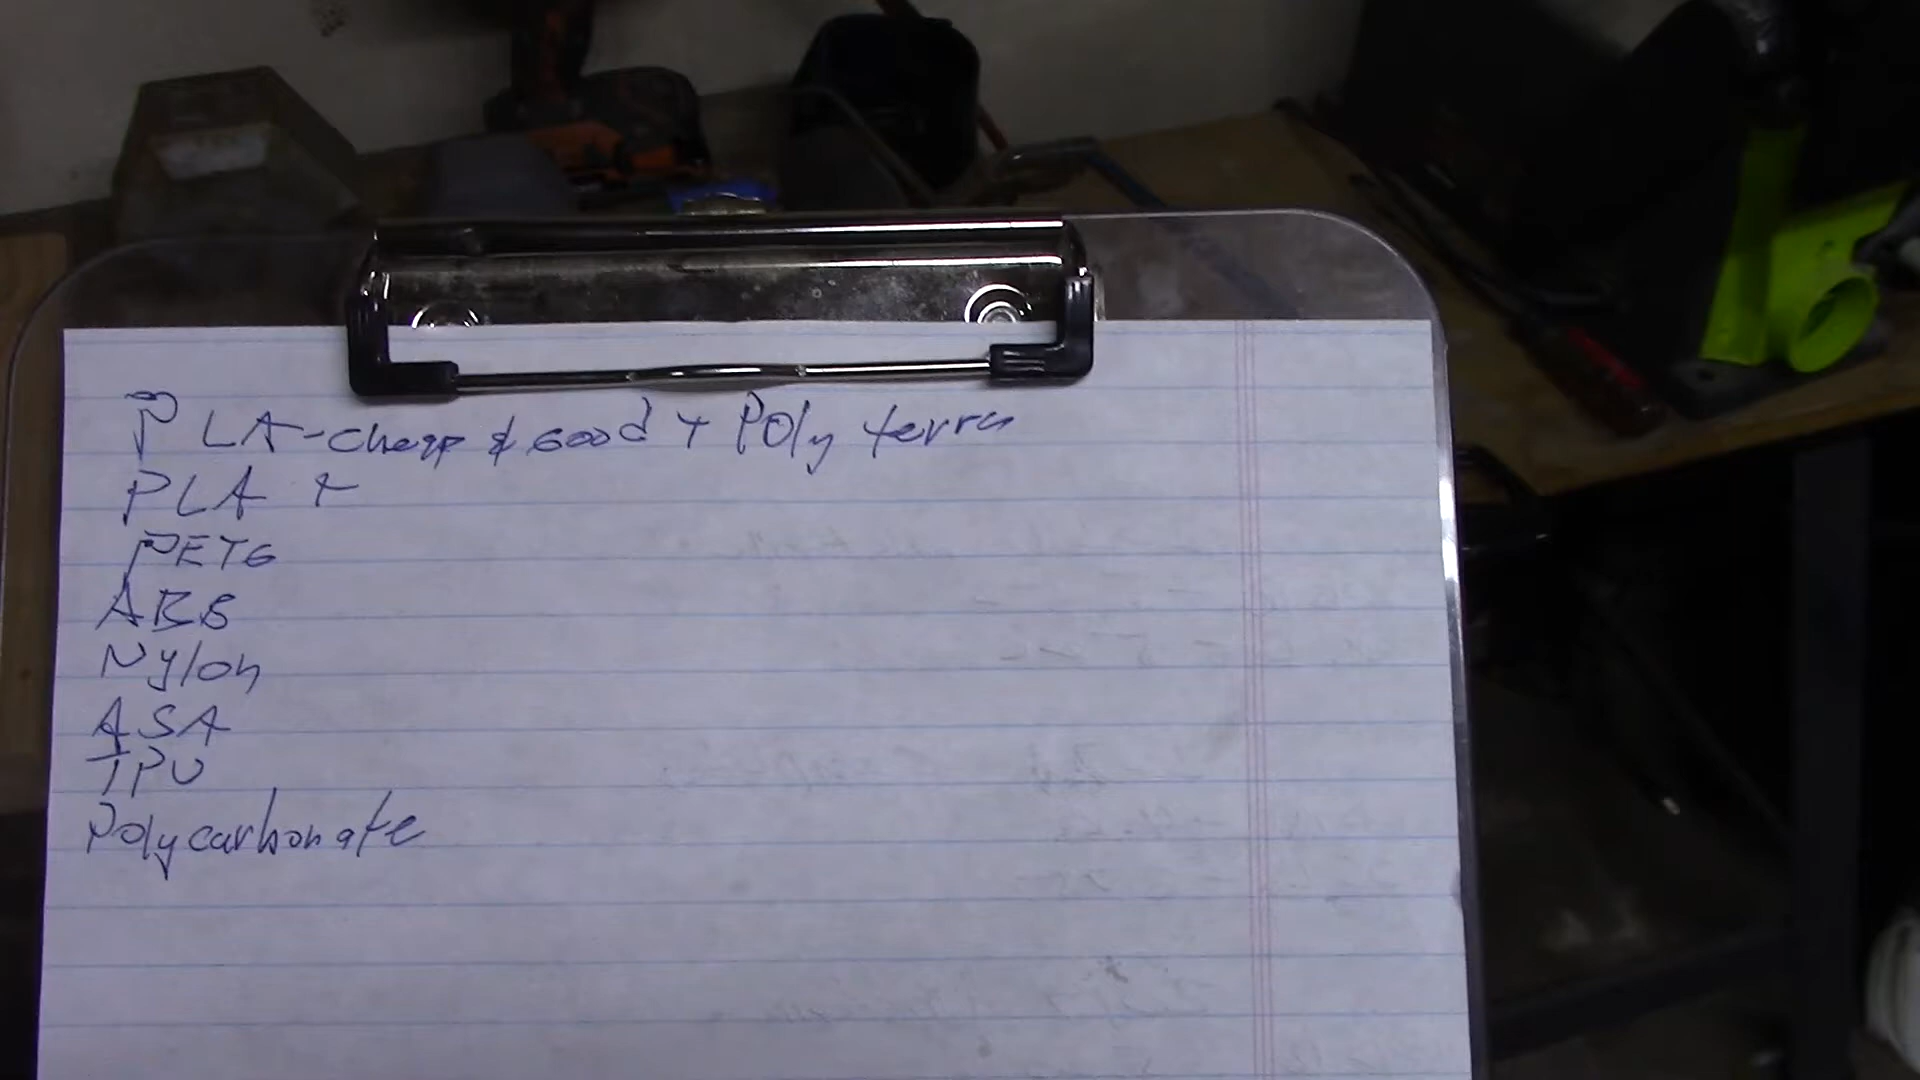 PLA - cheap & Good + Poly terra
PLA +
PETG
ABS
Nylon
ASA
TPU
Polycarbonate